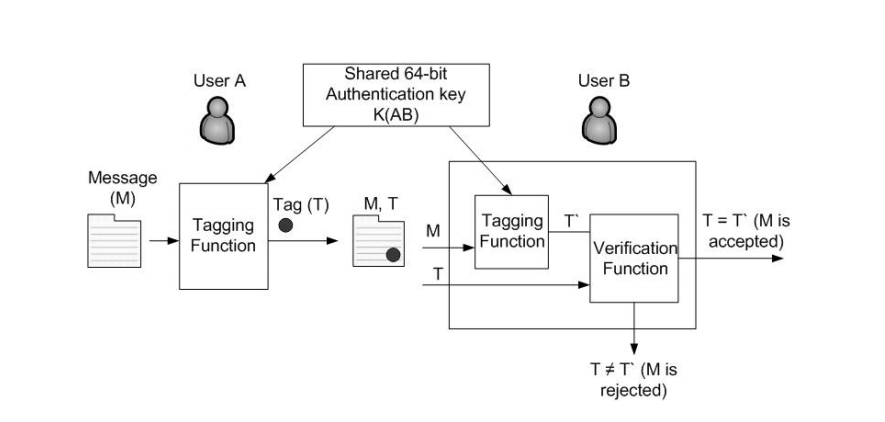 User A
Shared 64-bit
Authentication key
K(AB)
User B
Message
(M)
Tagging
Function
Tag (T)
M, T
M
T
Tagging
Function
T`
Verification
Function
T = T` (M is
accepted)
T ≠ T` (M is
rejected)